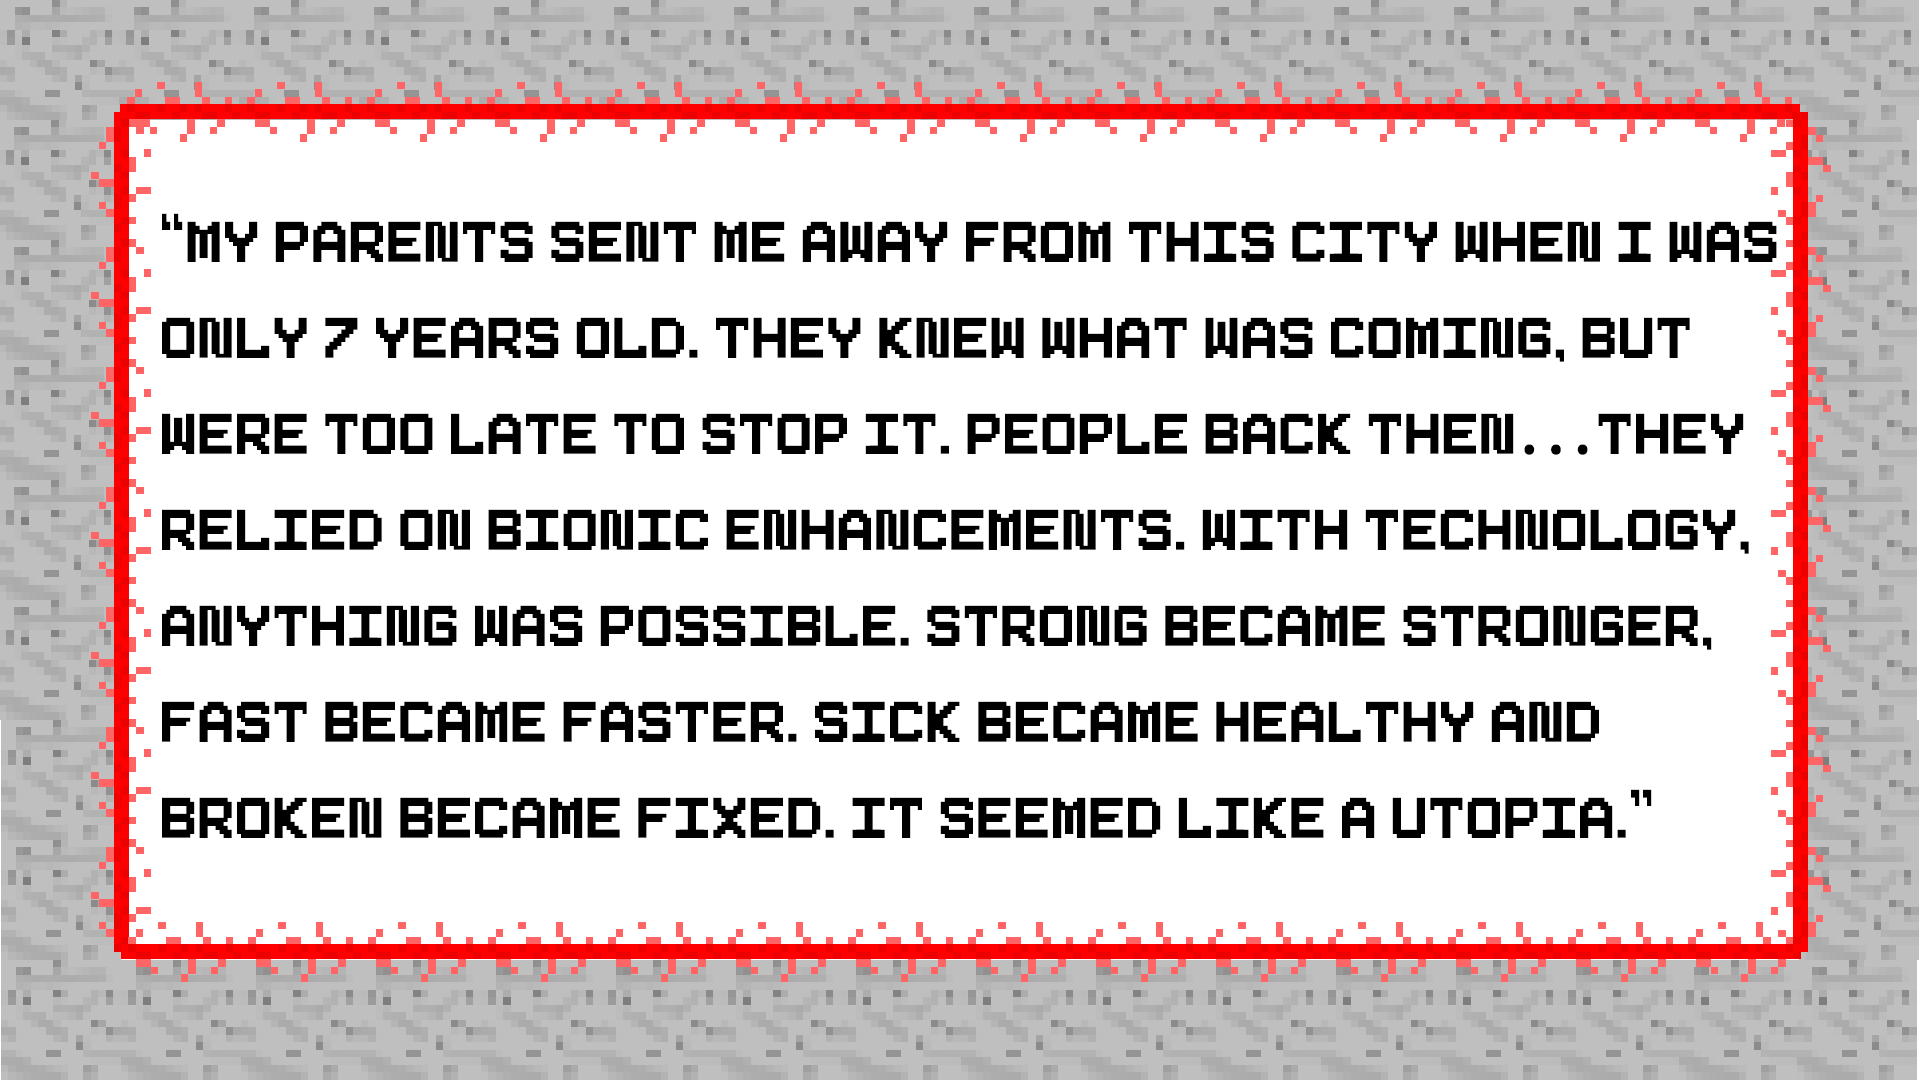 “MY PARENTS SENT ME AWAY FROM THIS CITY WHEN I WAS
ONLY 7 YEARS OLD. THEY KNEW WHAT WAS COMING, BUT
WERE TOO LATE TO STOP IT. PEOPLE BACK THEN...THEY
RELIED ON BIONIC ENHANCEMENTS. WITH TECHNOLOGY,
ANYTHING WAS POSSIBLE. STRONG BECAME STRONGER,
FAST BECAME FASTER. SICK BECAME HEALTHY AND
BROKEN BECAME FIXED. IT SEEMED LIKE A UTOPIA.”